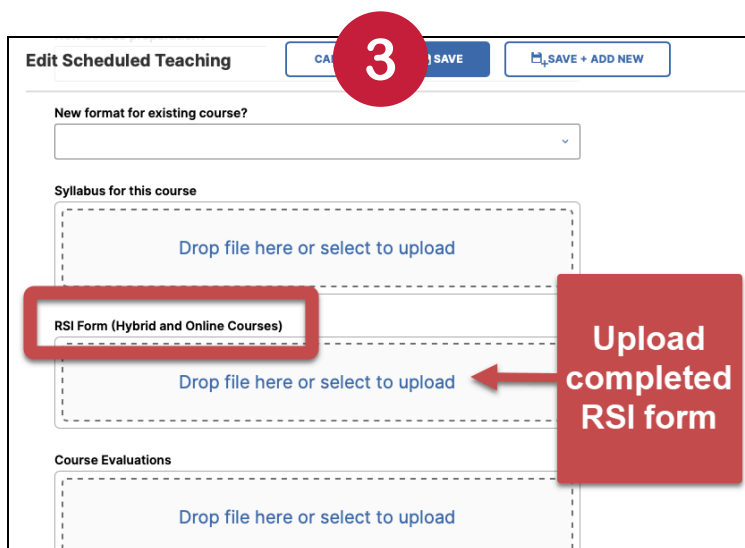 3
Edit Scheduled Teaching
SAVE
SAVE + ADD NEW
New format for existing course?
Syllabus for this course
Drop file here or select to upload
RSI Form (Hybrid and Online Courses)
Drop file here or select to upload
Upload
completed
RSI form
Course Evaluations
Drop file here or select to upload